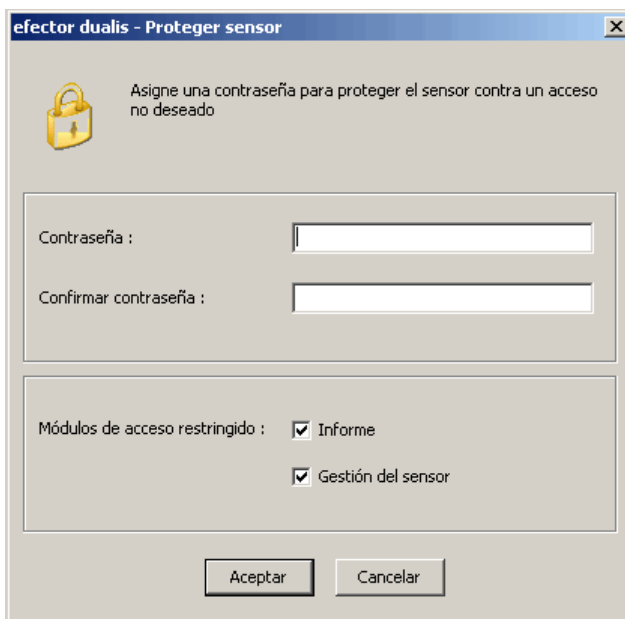 efector dualis - Proteger sensor
Asigne una contraseña para proteger el sensor contra un acceso
no deseado
Contraseña :
Confirmar contraseña :
Módulos de acceso restringido :
Informe
Gestión del sensor
Aceptar
Cancelar